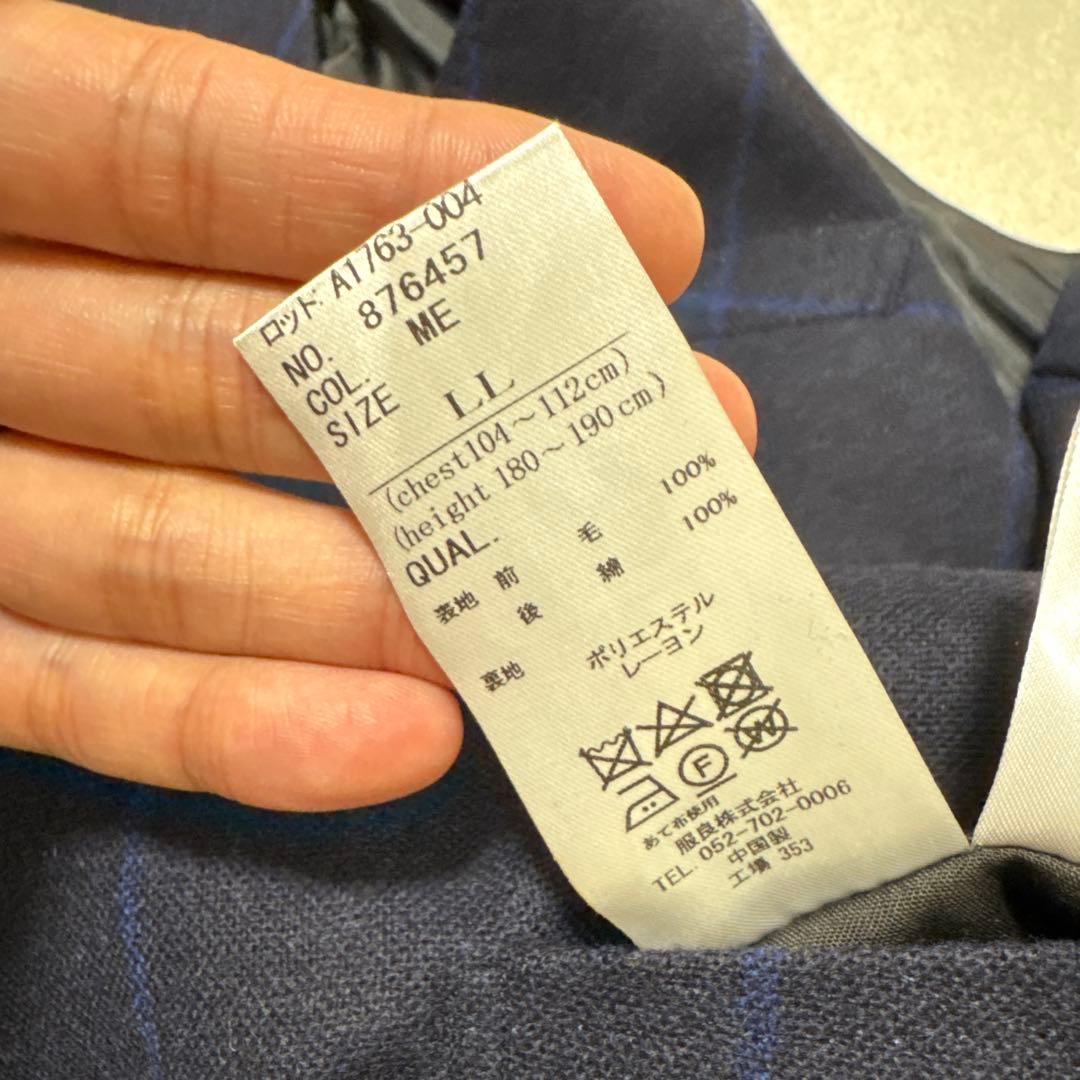 ロット A1763-004
NO. 876457
COL. ME
SIZE LL
(chest104～112cm)
(height 180～190cm)
QUAL.
表地 前 毛 100%
後 綿 100%
裏地 ポリエステル
レーヨン
F
W
あて布使用
服良株式会社
TEL. 052-702-0006
中国製
工場 353